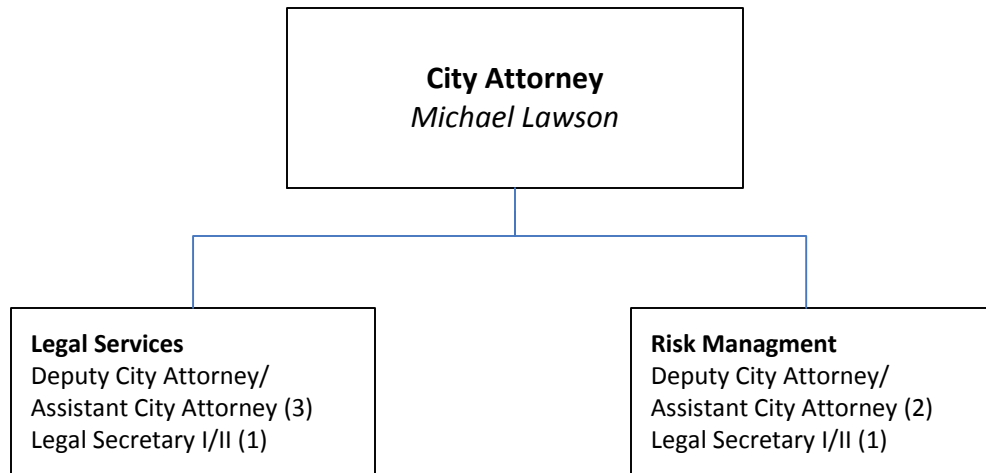 City Attorney
Michael Lawson
Legal Services
Deputy City Attorney/
Assistant City Attorney (3)
Legal Secretary I/II (1)
Risk Managment
Deputy City Attorney/
Assistant City Attorney (2)
Legal Secretary I/II (1)